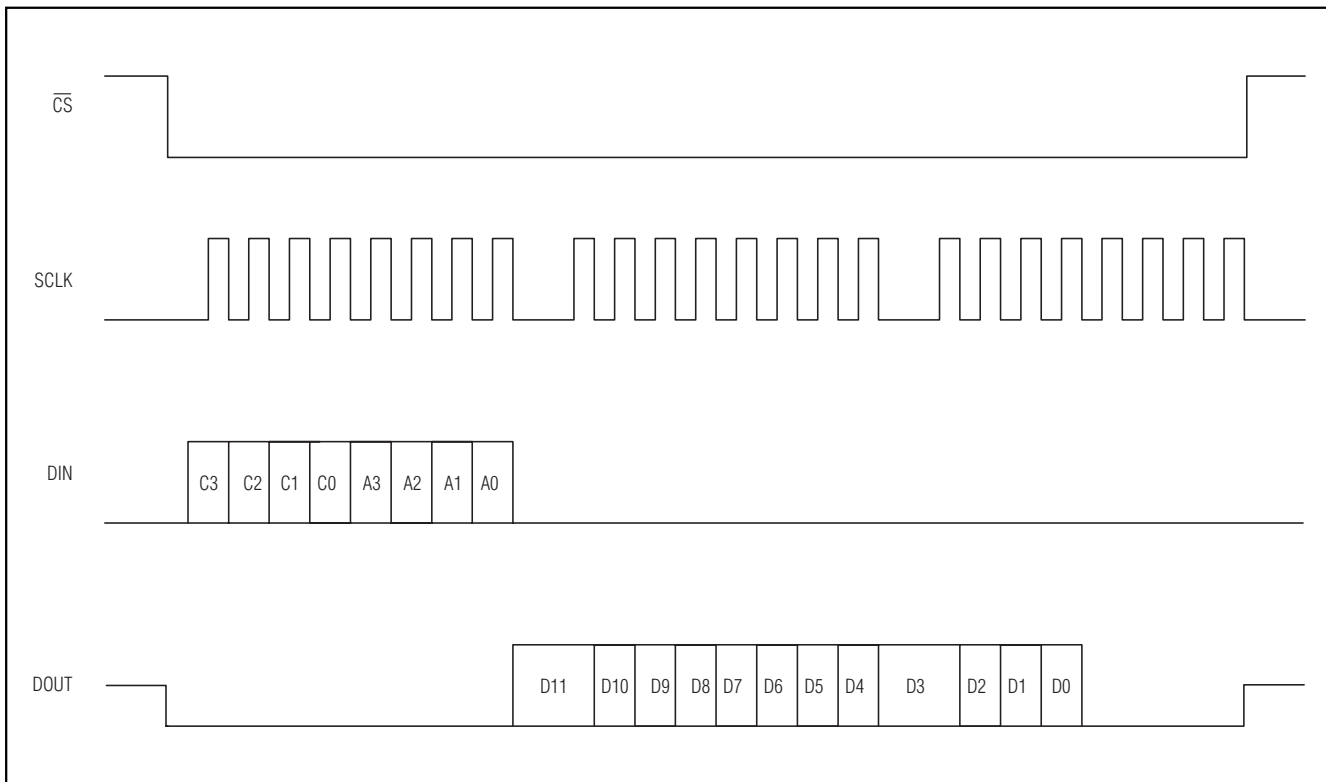 C̅S̅
SCLK
DIN
C3 C2 C1 C0 A3 A2 A1 A0
DOUT
D11 D10 D9 D8 D7 D6 D5 D4 D3 D2 D1 D0